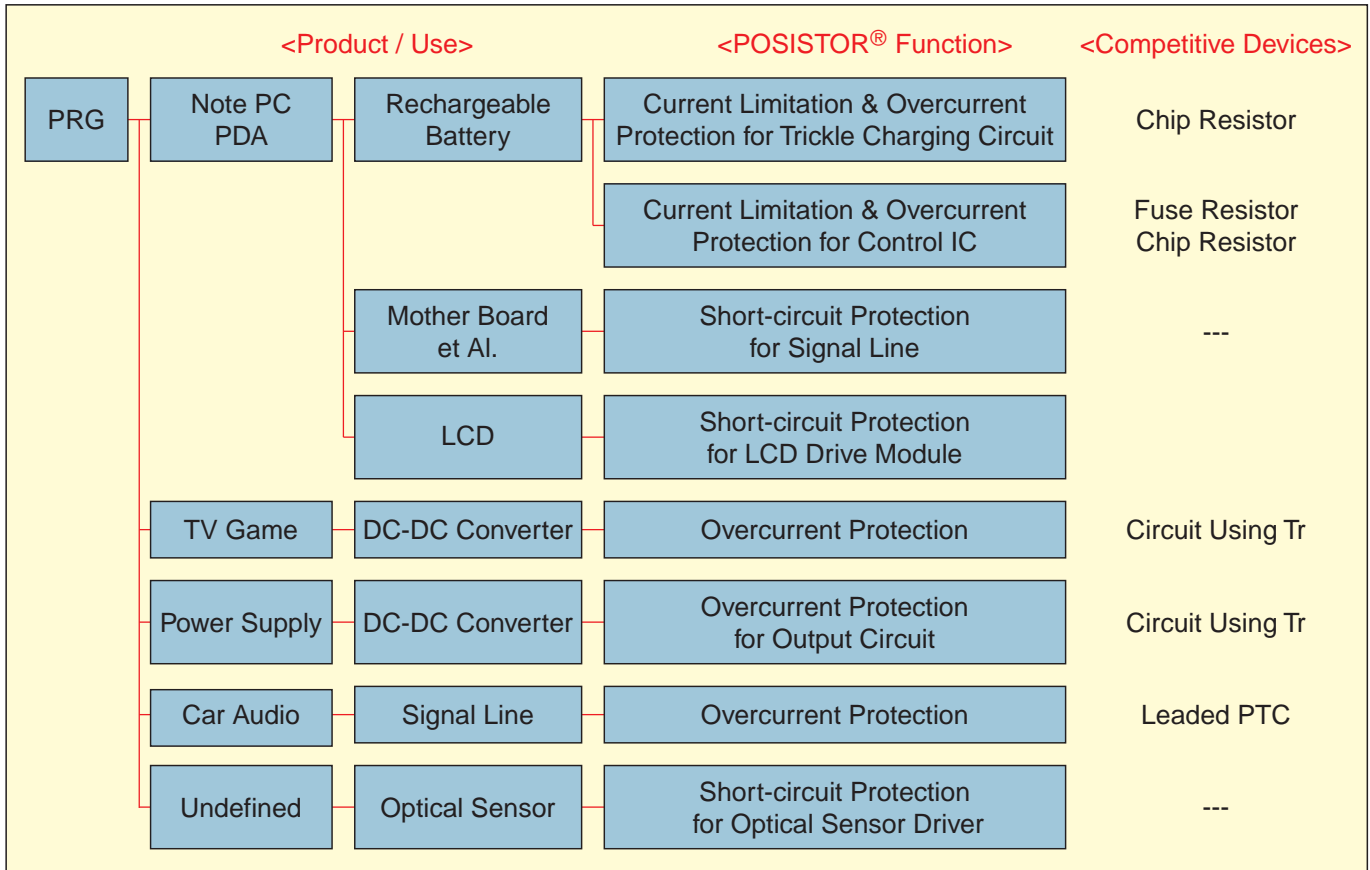 <Product / Use>
<POSISTOR® Function>
<Competitive Devices>
PRG
Note PC
PDA
Rechargeable
Battery
Current Limitation & Overcurrent
Protection for Trickle Charging Circuit
Chip Resistor
Current Limitation & Overcurrent
Protection for Control IC
Fuse Resistor
Chip Resistor
Mother Board
et Al.
Short-circuit Protection
for Signal Line
---
LCD
Short-circuit Protection
for LCD Drive Module
TV Game
DC-DC Converter
Overcurrent Protection
Circuit Using Tr
Power Supply
DC-DC Converter
Overcurrent Protection
for Output Circuit
Circuit Using Tr
Car Audio
Signal Line
Overcurrent Protection
Leaded PTC
Undefined
Optical Sensor
Short-circuit Protection
for Optical Sensor Driver
---